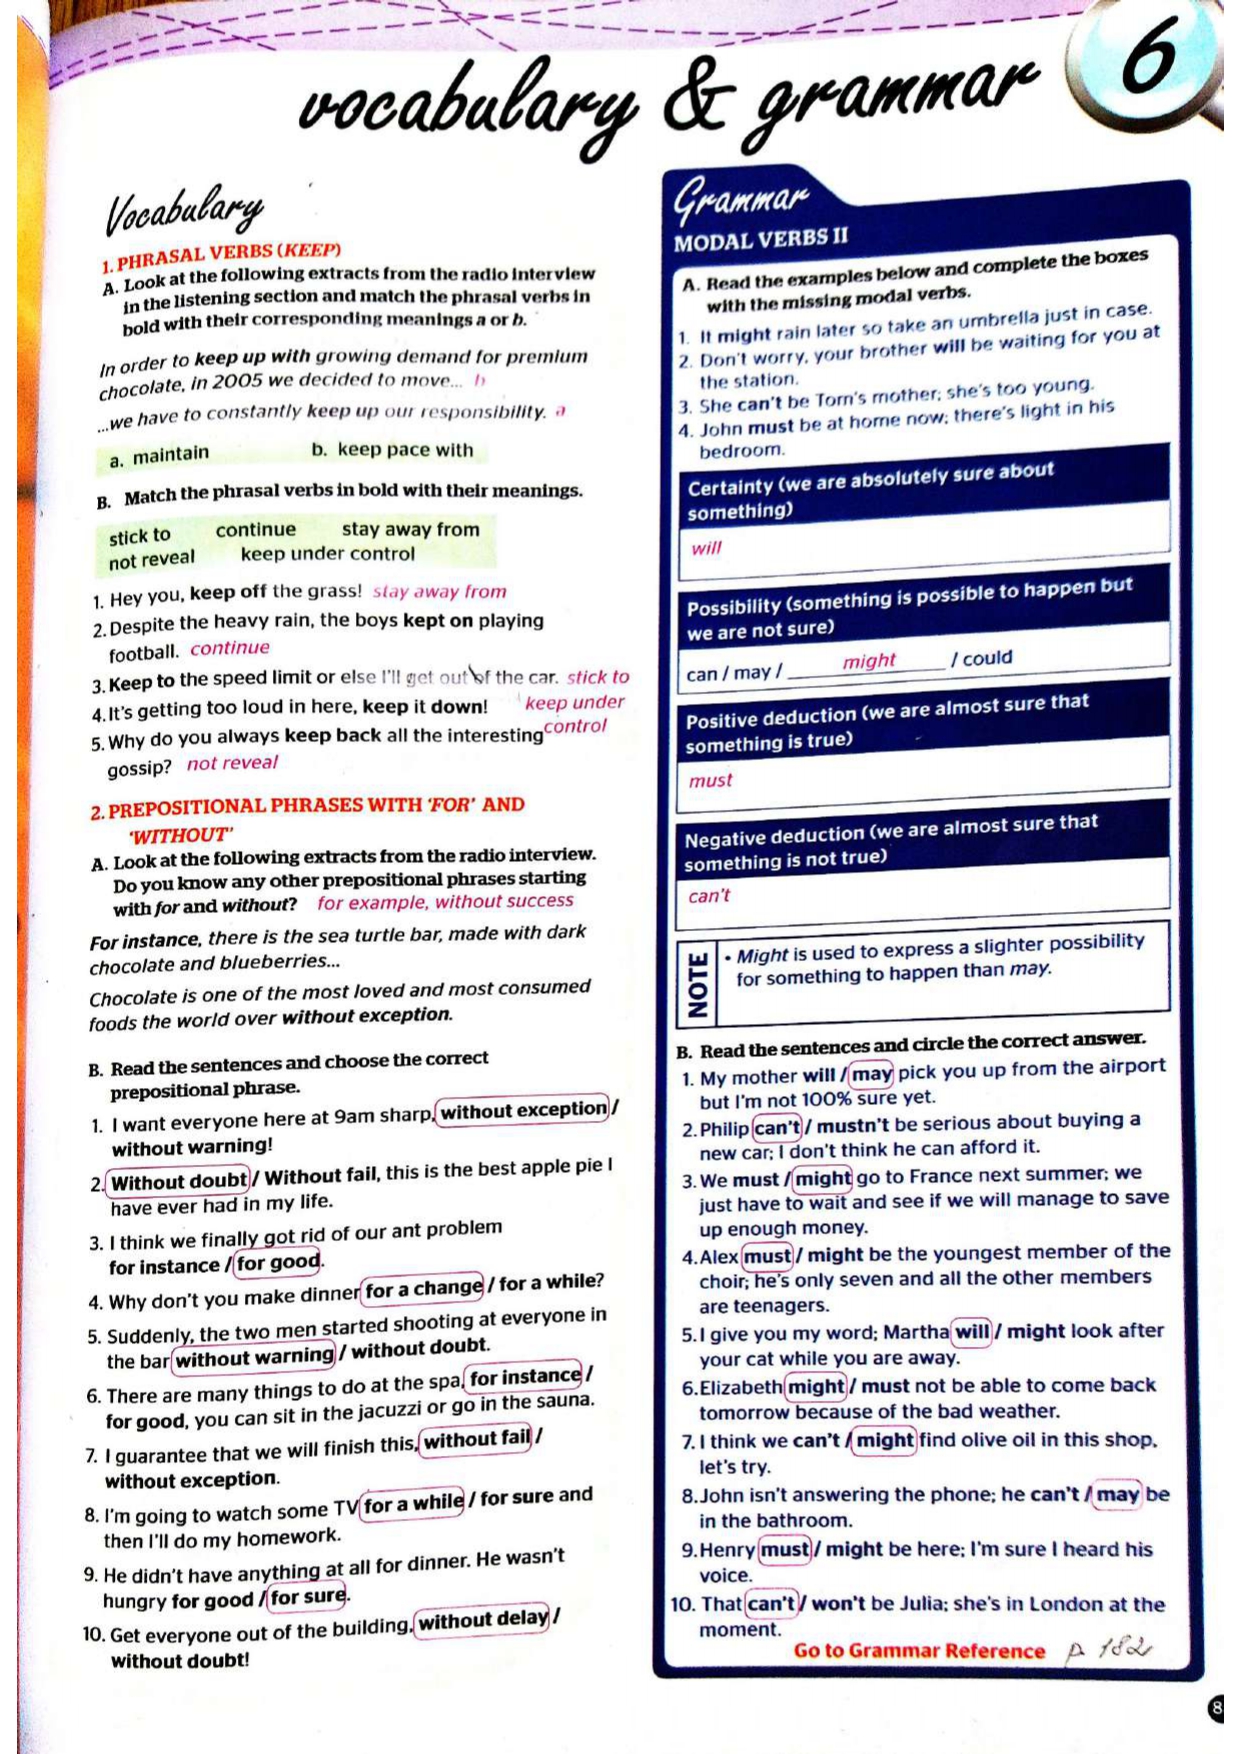 vocabulary & grammar
6
Vocabulary
1. PHRASAL VERBS (KEEP)
A. Look at the following extracts from the radio interview
in the listening section and match the phrasal verbs in
bold with their corresponding meanings a or b.
In order to keep up with growing demand for premium
chocolate, in 2005 we decided to move... b
...we have to constantly keep up our responsibility. a
a. maintain b. keep pace with
B. Match the phrasal verbs in bold with their meanings.
stick to continue stay away from
not reveal keep under control
1. Hey you, keep off the grass! stay away from
2. Despite the heavy rain, the boys kept on playing
football. continue
3. Keep to the speed limit or else I'll get out of the car. stick to
4. It's getting too loud in here, keep it down! keep under
control
5. Why do you always keep back all the interesting
gossip? not reveal
2. PREPOSITIONAL PHRASES WITH 'FOR' AND
'WITHOUT'
A. Look at the following extracts from the radio interview.
Do you know any other prepositional phrases starting
with for and without? for example, without success
For instance, there is the sea turtle bar, made with dark
chocolate and blueberries...
Chocolate is one of the most loved and most consumed
foods the world over without exception.
B. Read the sentences and choose the correct
prepositional phrase.
1. I want everyone here at 9am sharp, without exception /
without warning!
2. Without doubt / Without fail, this is the best apple pie I
have ever had in my life.
3. I think we finally got rid of our ant problem
for instance / for good.
4. Why don't you make dinner for a change / for a while?
5. Suddenly, the two men started shooting at everyone in
the bar without warning / without doubt.
6. There are many things to do at the spa, for instance /
for good, you can sit in the jacuzzi or go in the sauna.
7. I guarantee that we will finish this, without fail /
without exception.
8. I'm going to watch some TV for a while / for sure and
then I'll do my homework.
9. He didn't have anything at all for dinner. He wasn't
hungry for good / for sure.
10. Get everyone out of the building, without delay /
without doubt!
Grammar
MODAL VERBS II
A. Read the examples below and complete the boxes
with the missing modal verbs.
1. It might rain later so take an umbrella just in case.
2. Don't worry, your brother will be waiting for you at
the station.
3. She can't be Tom's mother; she's too young.
4. John must be at home now; there's light in his
bedroom.
Certainty (we are absolutely sure about
something)
will
Possibility (something is possible to happen but
we are not sure)
can / may / might / could
Positive deduction (we are almost sure that
something is true)
must
Negative deduction (we are almost sure that
something is not true)
can't
NOTE
• Might is used to express a slighter possibility
for something to happen than may.
B. Read the sentences and circle the correct answer.
1. My mother will / may pick you up from the airport
but I'm not 100% sure yet.
2. Philip can't / mustn't be serious about buying a
new car; I don't think he can afford it.
3. We must / might go to France next summer; we
just have to wait and see if we will manage to save
up enough money.
4. Alex must / might be the youngest member of the
choir; he's only seven and all the other members
are teenagers.
5. I give you my word; Martha will / might look after
your cat while you are away.
6. Elizabeth might / must not be able to come back
tomorrow because of the bad weather.
7. I think we can't / might find olive oil in this shop,
let's try.
8. John isn't answering the phone; he can't / may be
in the bathroom.
9. Henry must / might be here; I'm sure I heard his
voice.
10. That can't / won't be Julia; she's in London at the
moment.
Go to Grammar Reference p 182
8